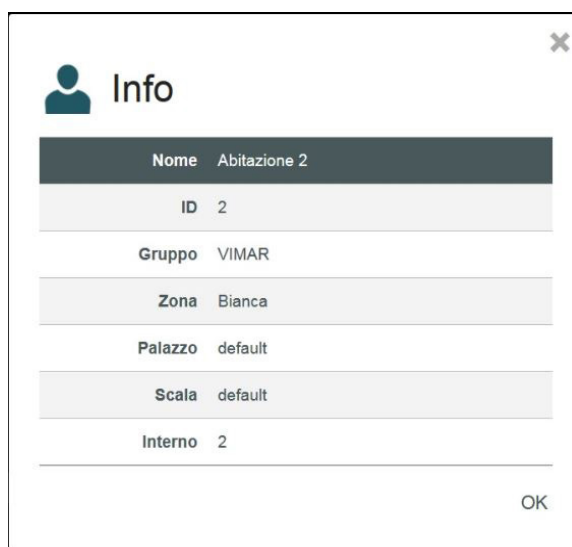 Info
Nome Abitazione 2
ID 2
Gruppo VIMAR
Zona Bianca
Palazzo default
Scala default
Interno 2
OK